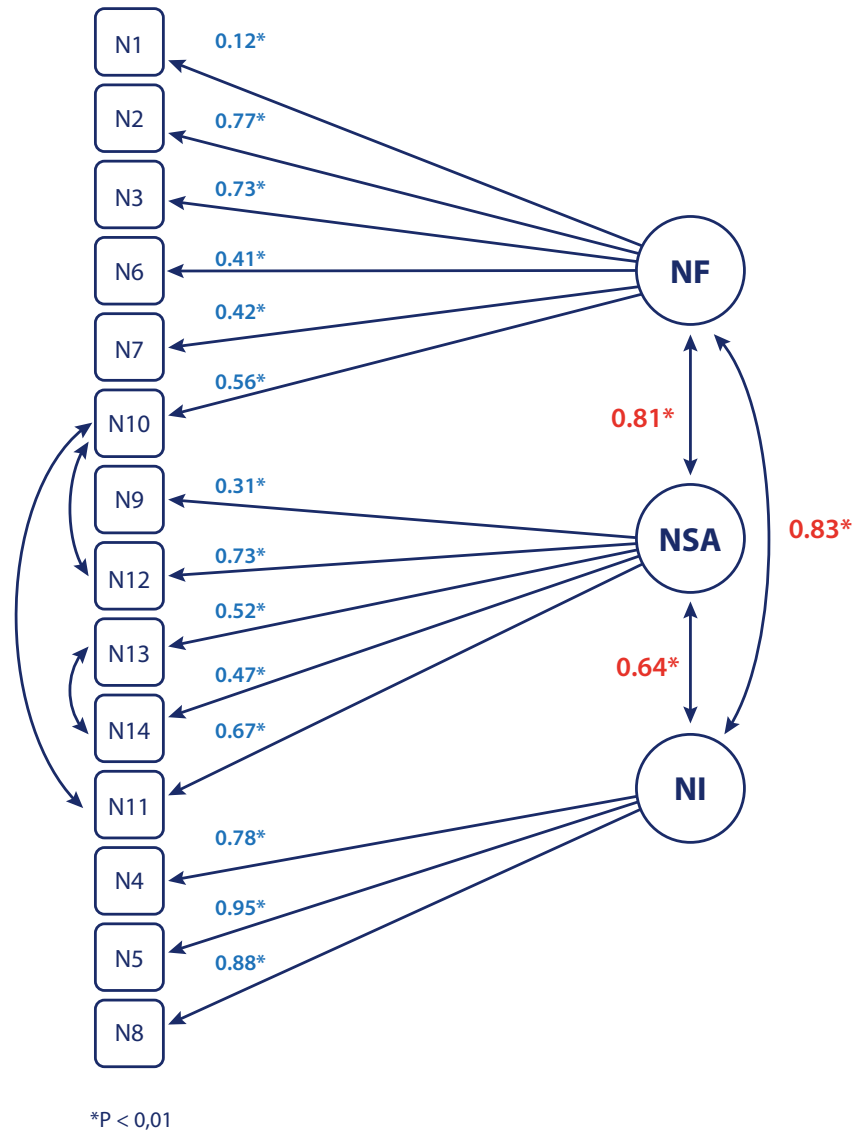 N1
0.12*
N2
0.77*
N3
0.73*
N6
0.41*
NF
N7
0.42*
N10
0.56*
0.81*
N9
0.31*
NSA
0.83*
N12
0.73*
N13
0.52*
0.64*
N14
0.47*
N11
0.67*
NI
N4
0.78*
N5
0.95*
N8
0.88*
*P < 0,01